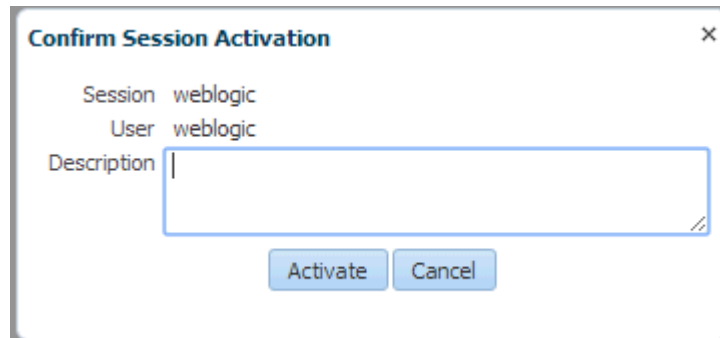 Confirm Session Activation
Session weblogic
User weblogic
Description
Activate Cancel